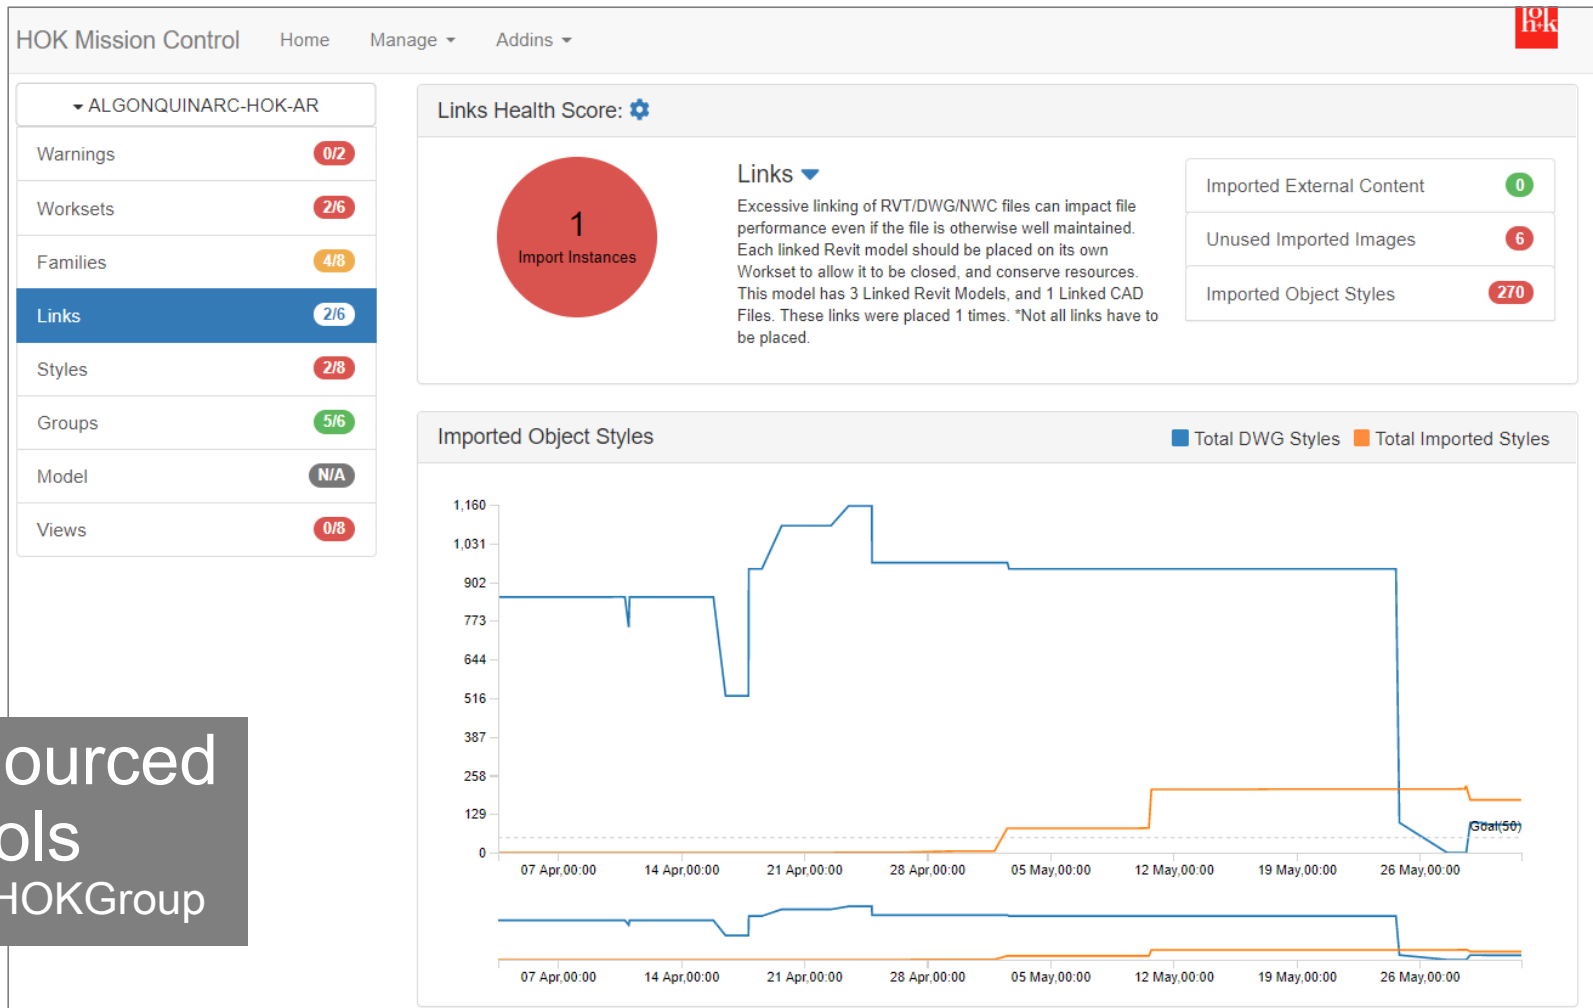 HOK Mission Control Home Manage Addins
ho+k
ALGONQUINARC-HOK-AR
Warnings 0/2
Worksets 2/6
Families 4/8
Links 2/6
Styles 2/8
Groups 5/6
Model N/A
Views 0/8
Links Health Score:
1
Import Instances
Links
Excessive linking of RVT/DWG/NWC files can impact file
performance even if the file is otherwise well maintained.
Each linked Revit model should be placed on its own
Workset to allow it to be closed, and conserve resources.
This model has 3 Linked Revit Models, and 1 Linked CAD
Files. These links were placed 1 times. *Not all links have to
be placed.
Imported External Content 0
Unused Imported Images 6
Imported Object Styles 270
Imported Object Styles Total DWG Styles Total Imported Styles
1,160
1,031
902
773
644
516
387
258
129
0
Goal(50)
07 Apr,00:00 14 Apr,00:00 21 Apr,00:00 28 Apr,00:00 05 May,00:00 12 May,00:00 19 May,00:00 26 May,00:00
07 Apr,00:00 14 Apr,00:00 21 Apr,00:00 28 Apr,00:00 05 May,00:00 12 May,00:00 19 May,00:00 26 May,00:00
ourced
ols
HOKGroup